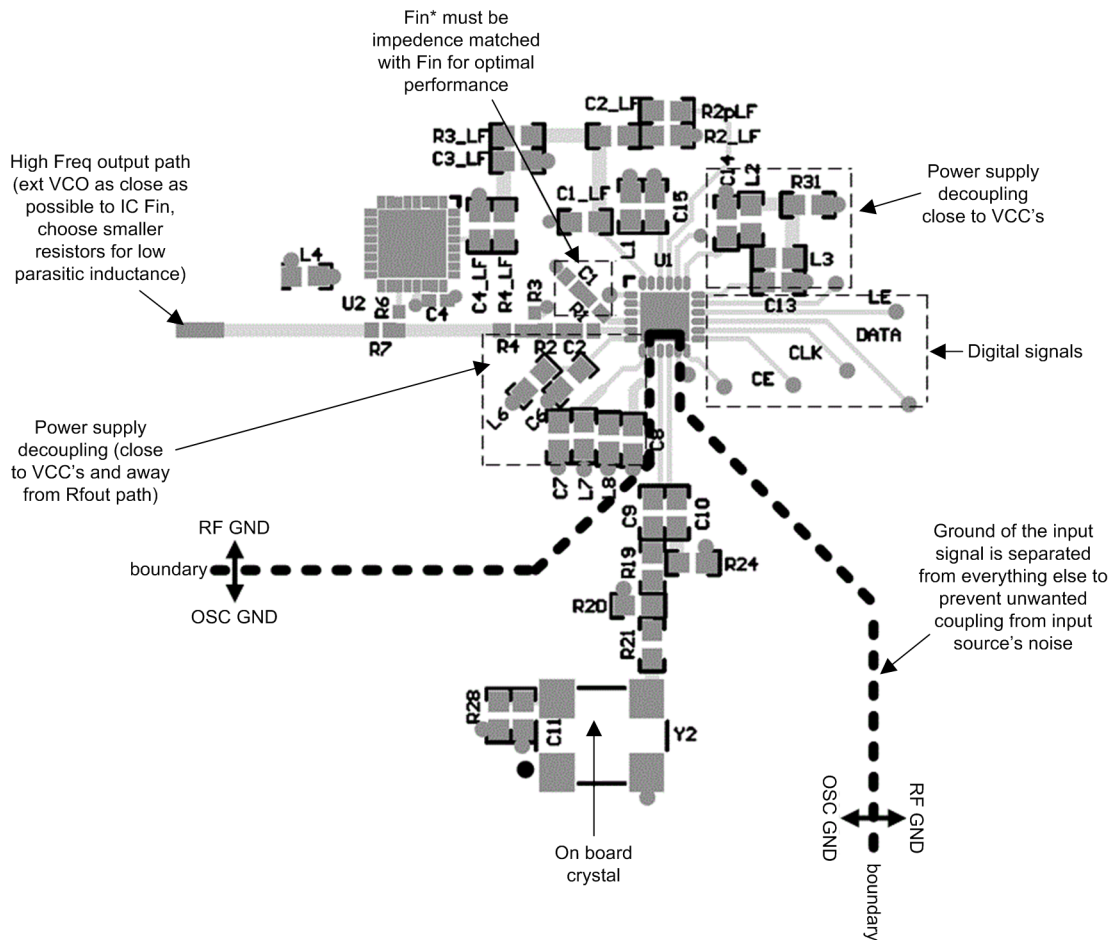 Fin* must be
impedence matched
with Fin for optimal
performance
C2_LF
R2pLF
R3_LF
R2_LF
C3_LF
High Freq output path
(ext VCO as close as
possible to IC Fin,
choose smaller
resistors for low
parasitic inductance)
C14
L2
R31
Power supply
decoupling
close to VCC's
C1_LF
C15
L1
U1
L4
C4_LF
R4_LF
C1
L3
U2
R6
C4
R3
C13
LE
R7
R4
R2
C2
DATA
CLK
CE
Digital signals
L6
C6
Power supply
decoupling (close
to VCC's and away
from Rfout path)
C8
C7
L7
L8
C9
C10
RF GND
boundary
OSC GND
R19
R24
R20
R21
Ground of the input
signal is separated
from everything else to
prevent unwanted
coupling from input
source's noise
R28
C11
Y2
On board
crystal
OSC GND
RF GND
boundary